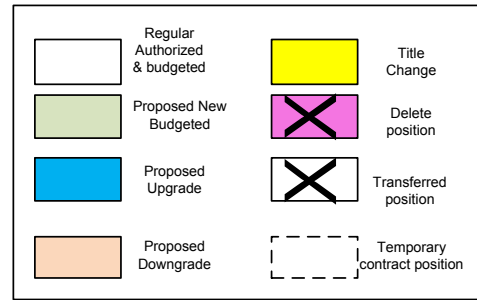 Regular
Authorized
& budgeted
Title
Change
Proposed New
Budgeted
Delete
position
Proposed
Upgrade
Transferred
position
Proposed
Downgrade
Temporary
contract position